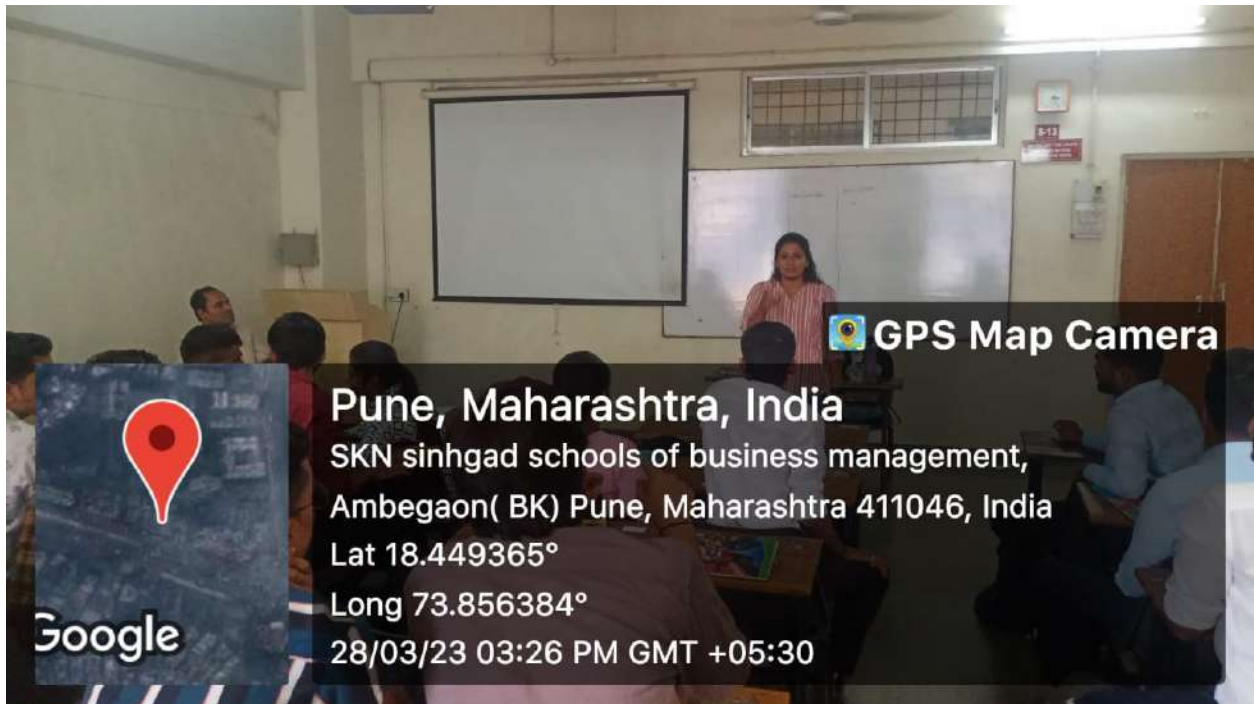 S-13
GPS Map Camera
Pune, Maharashtra, India
SKN sinhgad schools of business management,
Ambegaon( BK) Pune, Maharashtra 411046, India
Lat 18.449365°
Long 73.856384°
28/03/23 03:26 PM GMT +05:30
Google